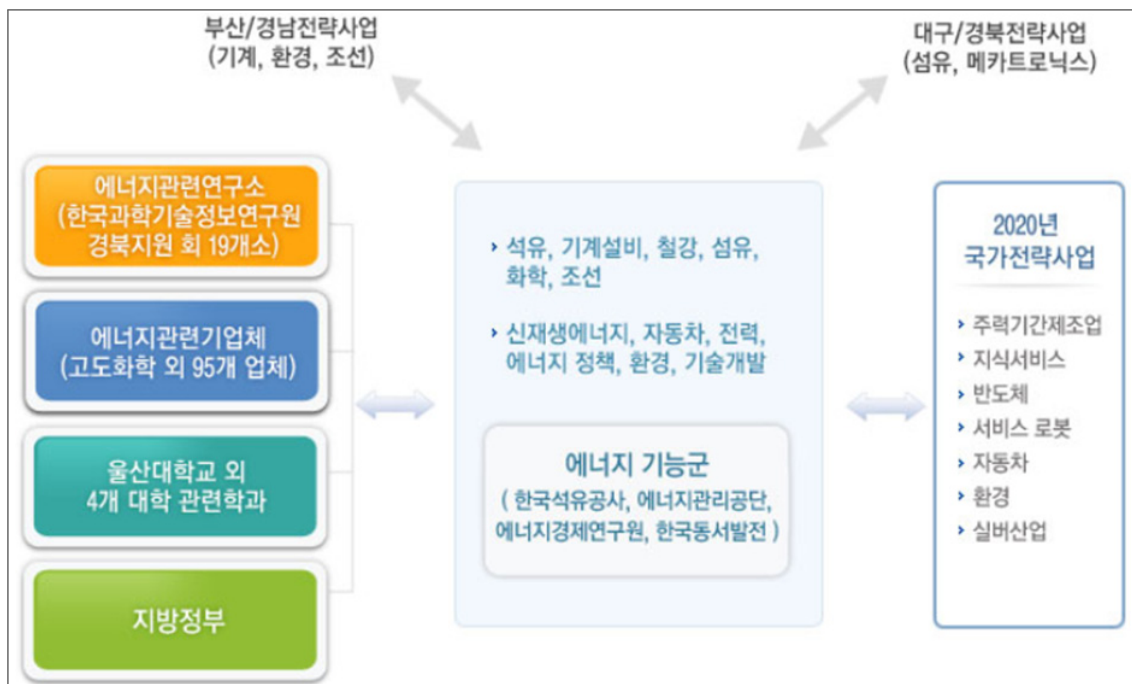 부산/경남전략사업
(기계, 환경, 조선)
대구/경북전략사업
(섬유, 메카트로닉스)
에너지관련연구소
(한국과학기술정보연구원
경북지원 회 19개소)
에너지관련기업체
(고도화학 외 95개 업체)
울산대학교 외
4개 대학 관련학과
지방정부
석유, 기계설비, 철강, 섬유,
화학, 조선
신재생에너지, 자동차, 전력,
에너지 정책, 환경, 기술개발
에너지 기능군
( 한국석유공사, 에너지관리공단,
에너지경제연구원, 한국동서발전 )
2020년
국가전략사업
주력기간제조업
지식서비스
반도체
서비스 로봇
자동차
환경
실버산업